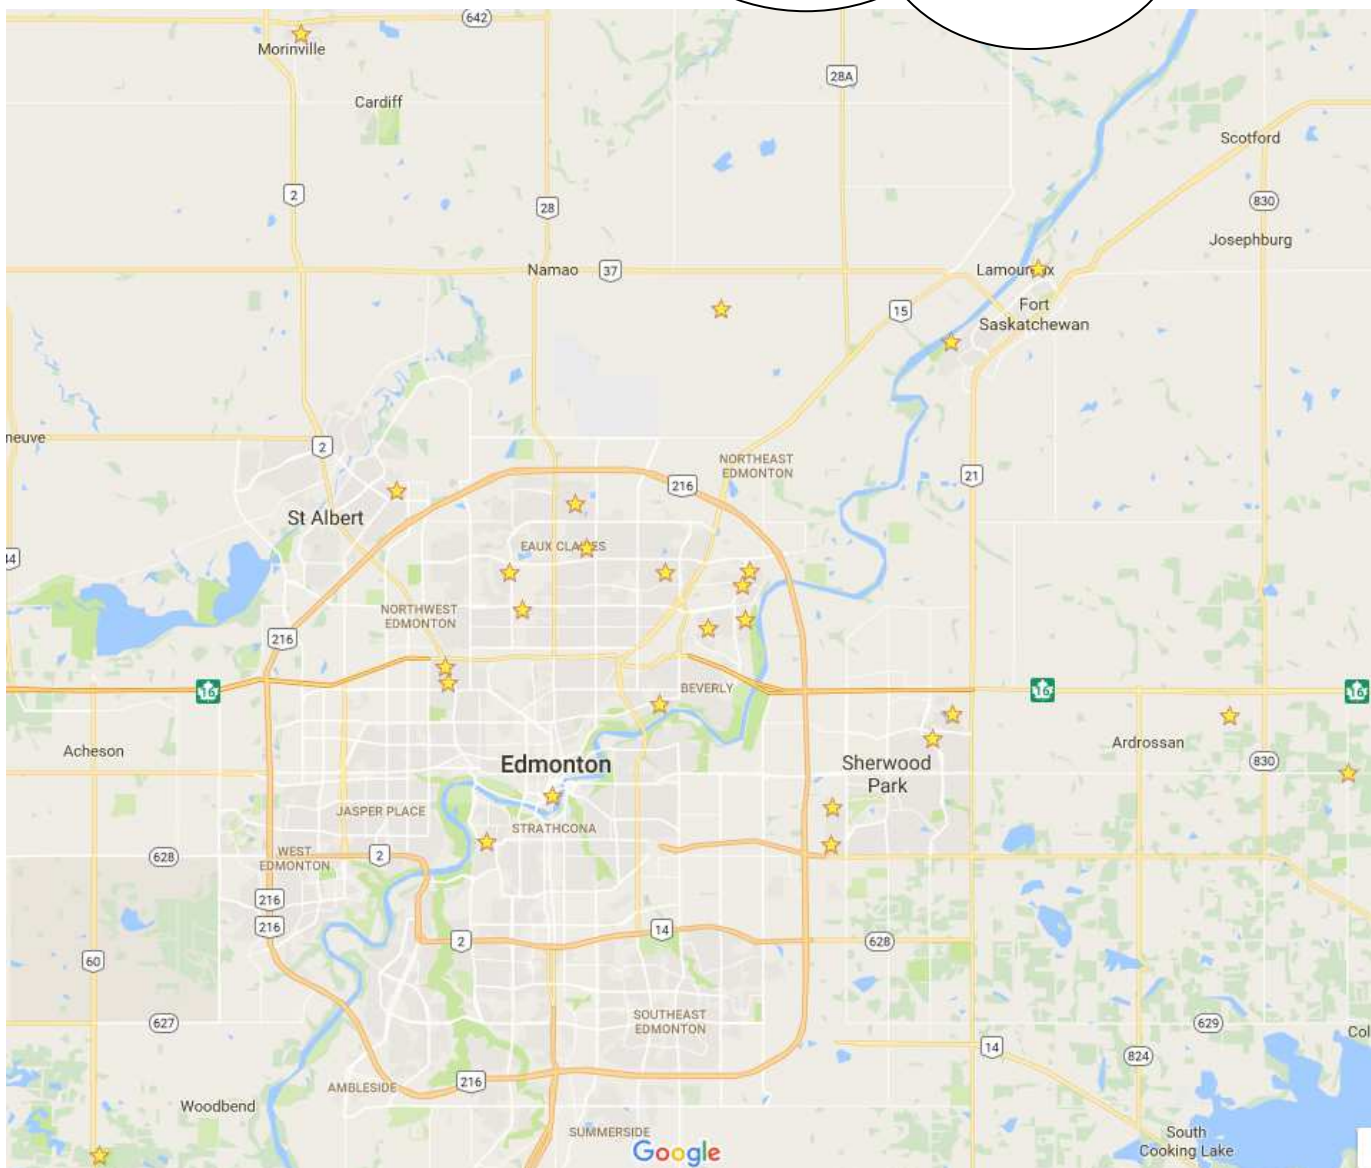 642
Morinville
28A
Cardiff
Scotford
2
28
830
Josephburg
Namao
37
Lamoureux
15
Fort
Saskatchewan
neuve
2
NORTHEAST
EDMONTON
216
21
St Albert
EAUX CLAIRES
44
NORTHWEST
EDMONTON
216
16
BEVERLY
16
16
Acheson
Ardrossan
Edmonton
Sherwood
Park
830
JASPER PLACE
STRATHCONA
628
WEST
EDMONTON
2
216
216
2
14
628
60
627
SOUTHEAST
EDMONTON
629
Col
14
824
216
AMBLESIDE
Woodbend
SUMMERSIDE
South
Cooking Lake
Google